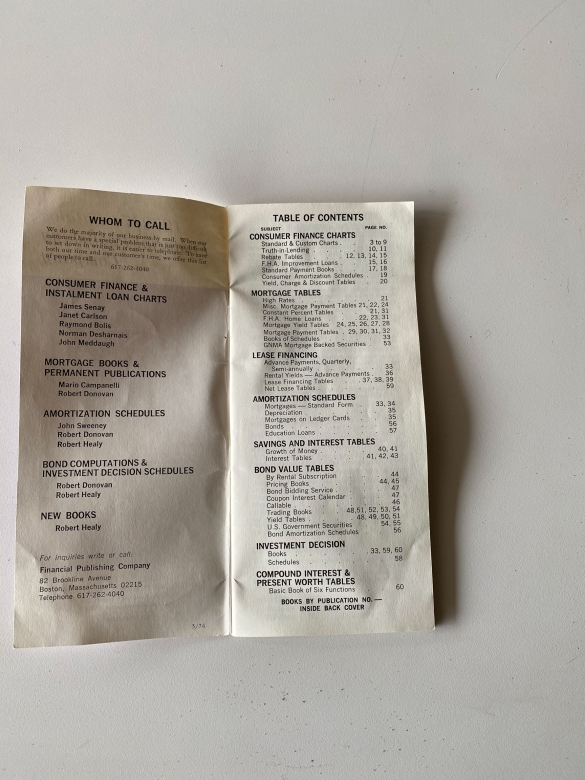 WHOM TO CALL
We do the majority of our business by mail. When our
customers have a special problem that is just too difficult
to set down in writing, it is easier to telephone. To save
both our time and our customer's time, we offer this list
of people to call.
617-262-4040
CONSUMER FINANCE &
INSTALMENT LOAN CHARTS
James Senay
Janet Carlson
Raymond Bolis
Norman Desharnais
John Meddaugh
MORTGAGE BOOKS &
PERMANENT PUBLICATIONS
Mario Campanelli
Robert Donovan
AMORTIZATION SCHEDULES
John Sweeney
Robert Donovan
Robert Healy
BOND COMPUTATIONS &
INVESTMENT DECISION SCHEDULES
Robert Donovan
Robert Healy
NEW BOOKS
Robert Healy
For Inquiries write or call:
Financial Publishing Company
82 Brookline Avenue
Boston, Massachusetts 02215
Telephone 617-262-4040
5/74
TABLE OF CONTENTS
SUBJECT PAGE NO.
CONSUMER FINANCE CHARTS
Standard & Custom Charts . . 3 to 9
Truth-in-Lending . . . 10, 11
Rebate Tables . . . 12, 13, 14, 15
F.H.A. Improvement Loans . . 15, 16
Standard Payment Books . . 17, 18
Consumer Amortization Schedules . . 19
Yield, Charge & Discount Tables . . 20
MORTGAGE TABLES
High Rates . . . 21
Misc. Mortgage Payment Tables 21, 22, 24
Constant Percent Tables . . 21, 31
F.H.A. Home Loans . . 22, 23, 31
Mortgage Yield Tables . 24, 25, 26, 27, 28
Mortgage Payment Tables . 29, 30, 31, 32
Books of Schedules . . 33
GNMA Mortgage Backed Securities . . 53
LEASE FINANCING
Advance Payments, Quarterly,
Semi-annually . . . 33
Rental Yields — Advance Payments . . 36
Lease Financing Tables . . 37, 38, 39
Net Lease Tables . . 59
AMORTIZATION SCHEDULES
Mortgages — Standard Form . . 33, 34
Depreciation . . . 35
Mortgages on Ledger Cards . . 35
Bonds . . . 56
Education Loans . . . 57
SAVINGS AND INTEREST TABLES
Growth of Money . . . 40, 41
Interest Tables . . . 41, 42, 43
BOND VALUE TABLES
By Rental Subscription . . 44
Pricing Books . . . 44, 45
Bond Bidding Service . . 47
Coupon Interest Calendar . . 47
Callable . . . 46
Trading Books . . 48, 51, 52, 53, 54
Yield Tables . . . 48, 49, 50, 51
U.S. Government Securities . . 54, 55
Bond Amortization Schedules . . 56
INVESTMENT DECISION
Books . . . 33, 59, 60
Schedules . . . 58
COMPOUND INTEREST &
PRESENT WORTH TABLES
Basic Book of Six Functions . . 60
BOOKS BY PUBLICATION NO.—
INSIDE BACK COVER